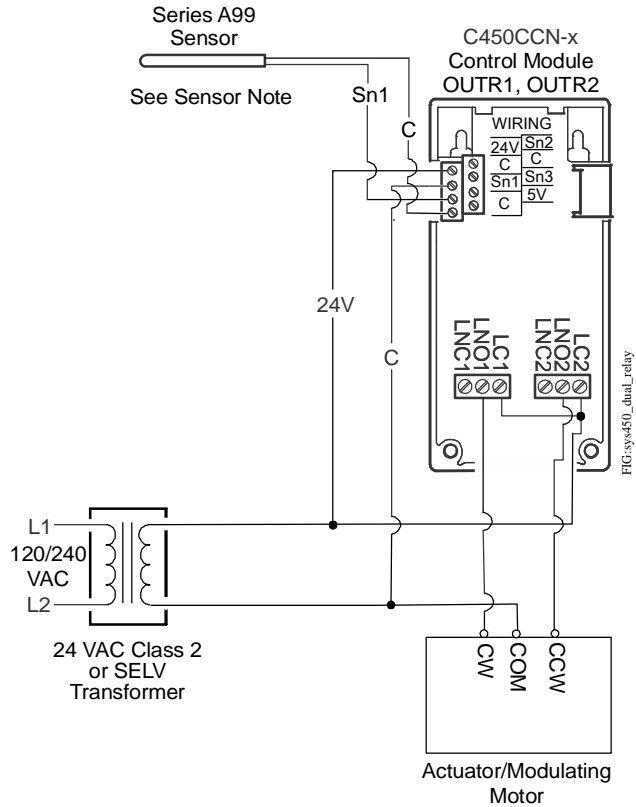 Series A99
Sensor
See Sensor Note
Sn1
C
C450CCN-x
Control Module
OUTR1, OUTR2
WIRING
24V Sn2
C C
Sn1 Sn3
C 5V
24V
C
LNC1
LNO1
LC1
LNC2
LNO2
LC2
FIG:sys450_dual_relay
L1
120/240
VAC
L2
24 VAC Class 2
or SELV
Transformer
CW
COM
CCW
Actuator/Modulating
Motor